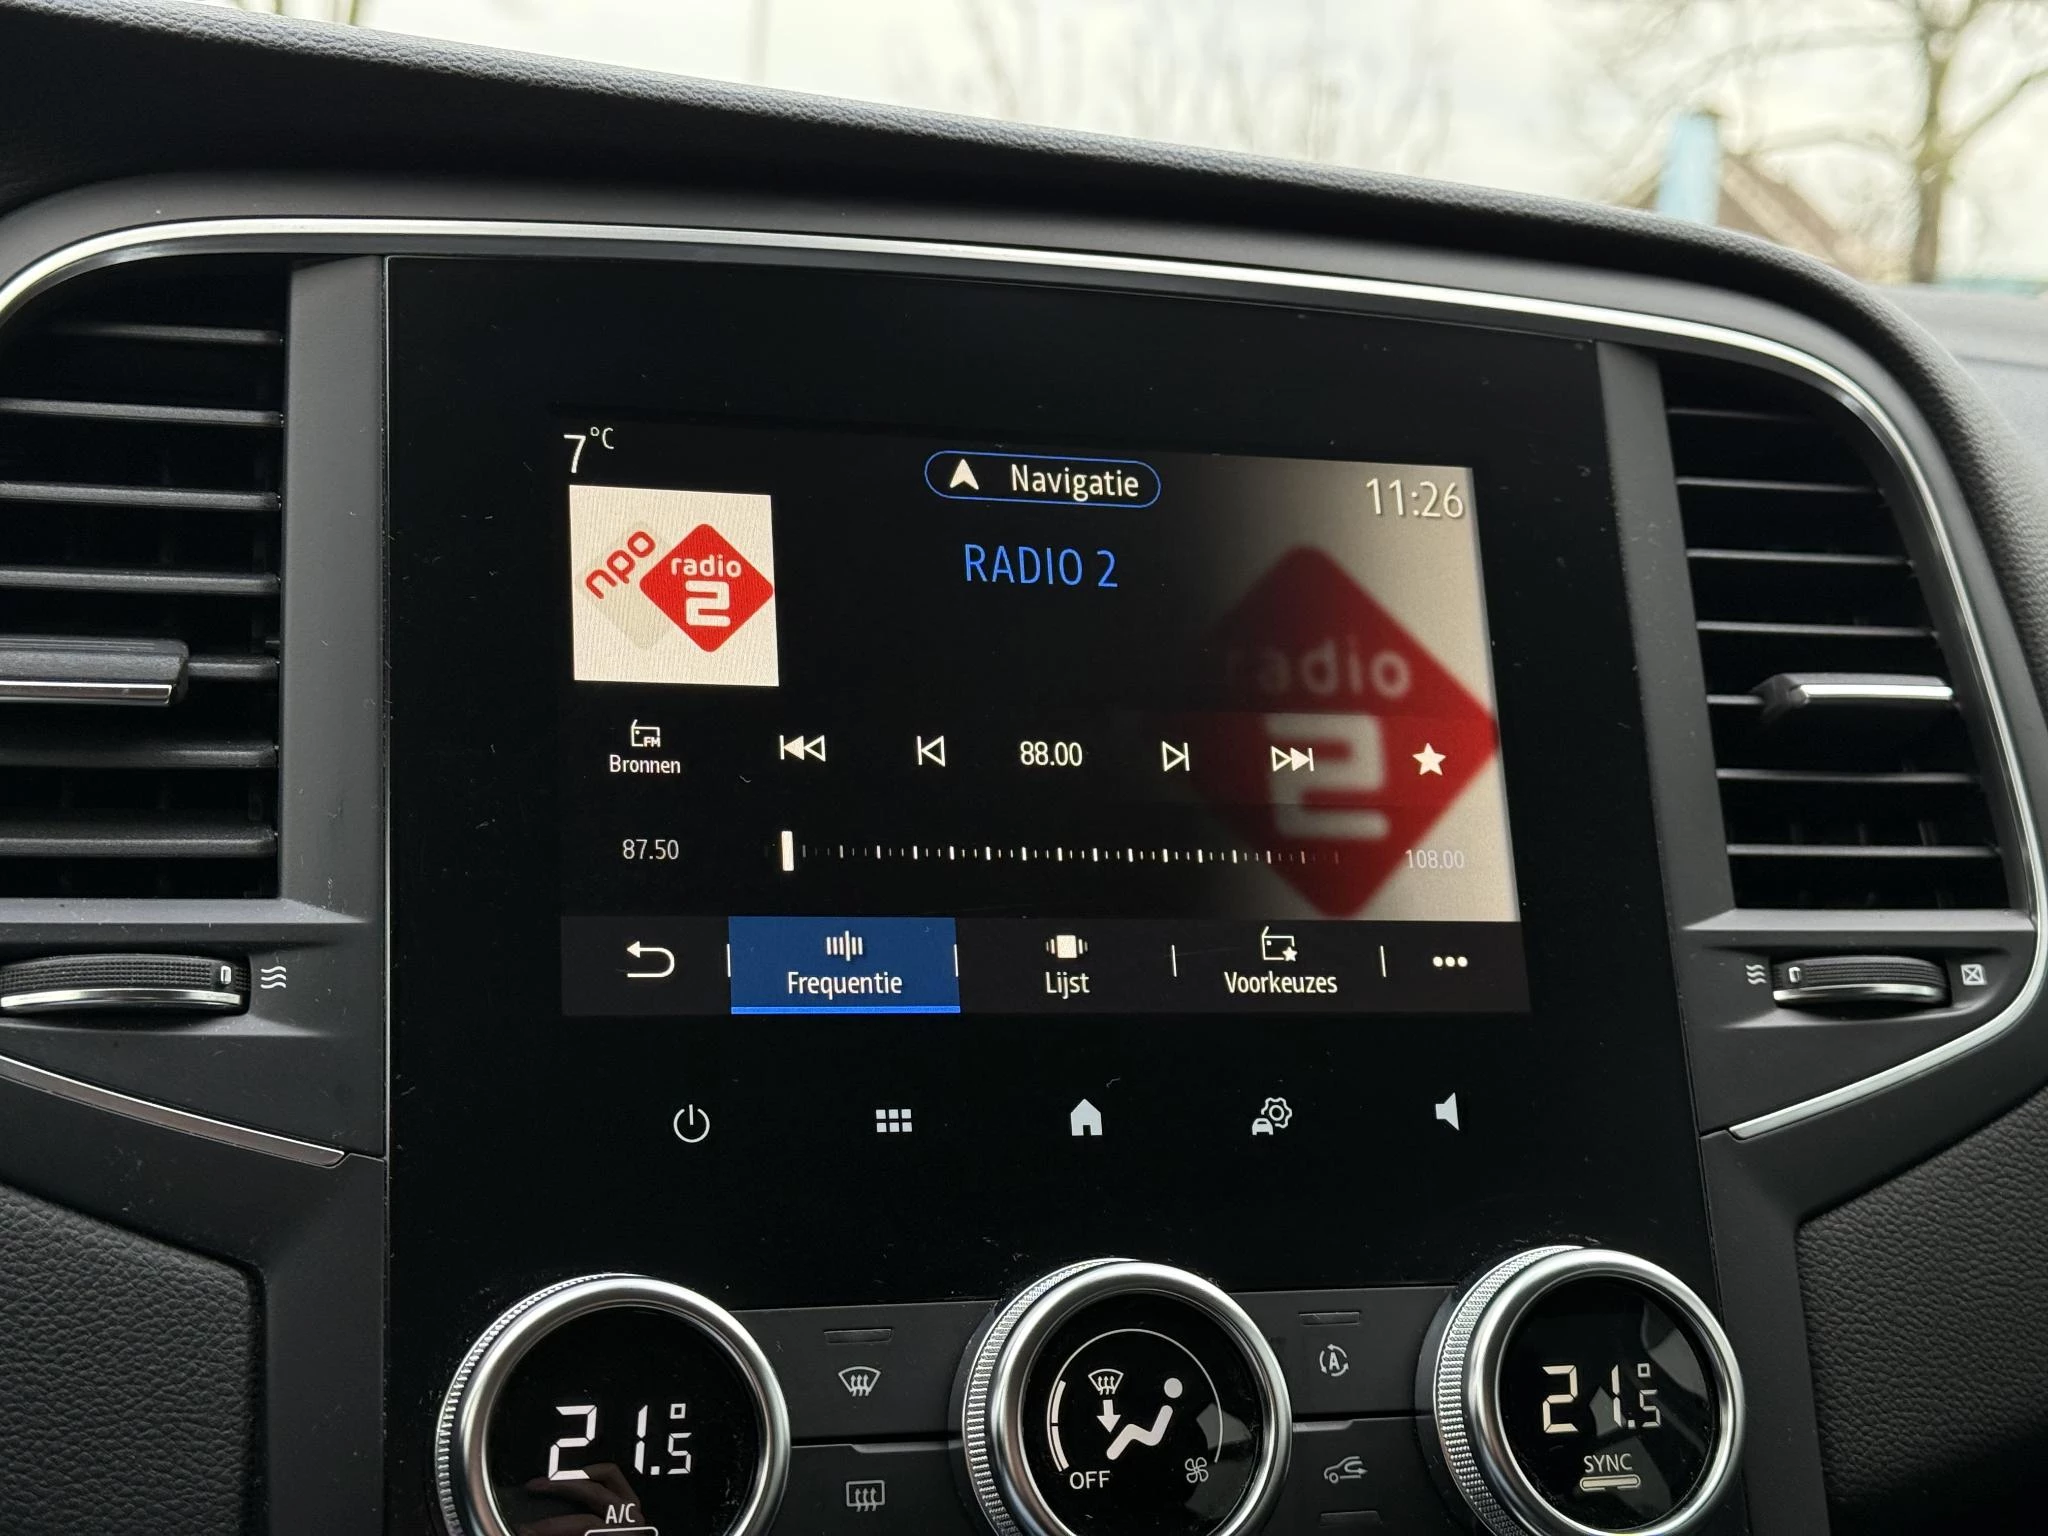 7°C
Navigatie
11:26
npo
radio
2
RADIO 2
radio
2
FM
Bronnen
88.00
87.50
108.00
Frequentie
Lijst
Voorkeuzes
21.5°
A/C
OFF
A
21.5°
SYNC